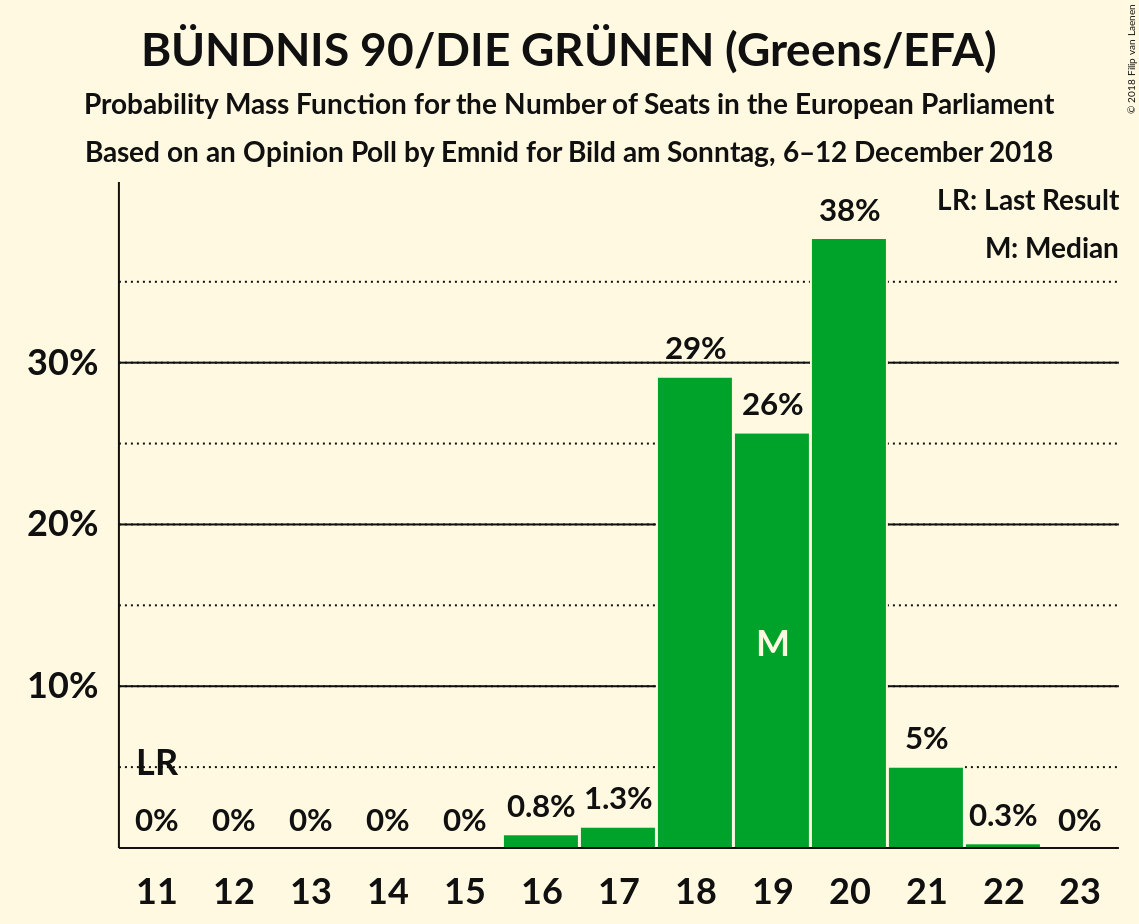 BÜNDNIS 90/DIE GRÜNEN (Greens/EFA)
Probability Mass Function for the Number of Seats in the European Parliament
Based on an Opinion Poll by Emnid for Bild am Sonntag, 6–12 December 2018
© 2018 Filip van Laenen
LR: Last Result
M: Median
38%
29%
30%
26%
20%
M
10%
5%
LR
0% 0% 0% 0% 0% 0.8% 1.3% 0.3% 0%
11 12 13 14 15 16 17 18 19 20 21 22 23